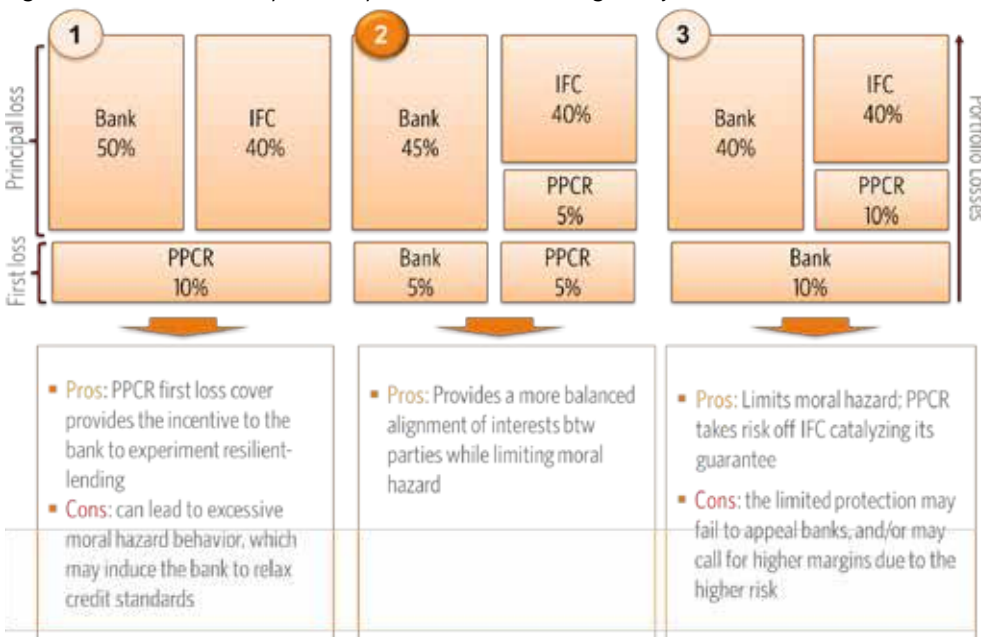 1
2
3
Principal loss
First loss
Bank
50%
IFC
40%
PPCR
10%
Bank
45%
IFC
40%
PPCR
5%
Bank
5%
PPCR
5%
Bank
40%
IFC
40%
PPCR
10%
Bank
10%
Portfolio Losses
▪ Pros: PPCR first loss cover
provides the incentive to the
bank to experiment resilient-
lending
▪ Cons: can lead to excessive
moral hazard behavior, which
may induce the bank to relax
credit standards
▪ Pros: Provides a more balanced
alignment of interests btw
parties while limiting moral
hazard
▪ Pros: Limits moral hazard; PPCR
takes risk off IFC catalyzing its
guarantee
▪ Cons: the limited protection may
fail to appeal banks, and/or may
call for higher margins due to the
higher risk